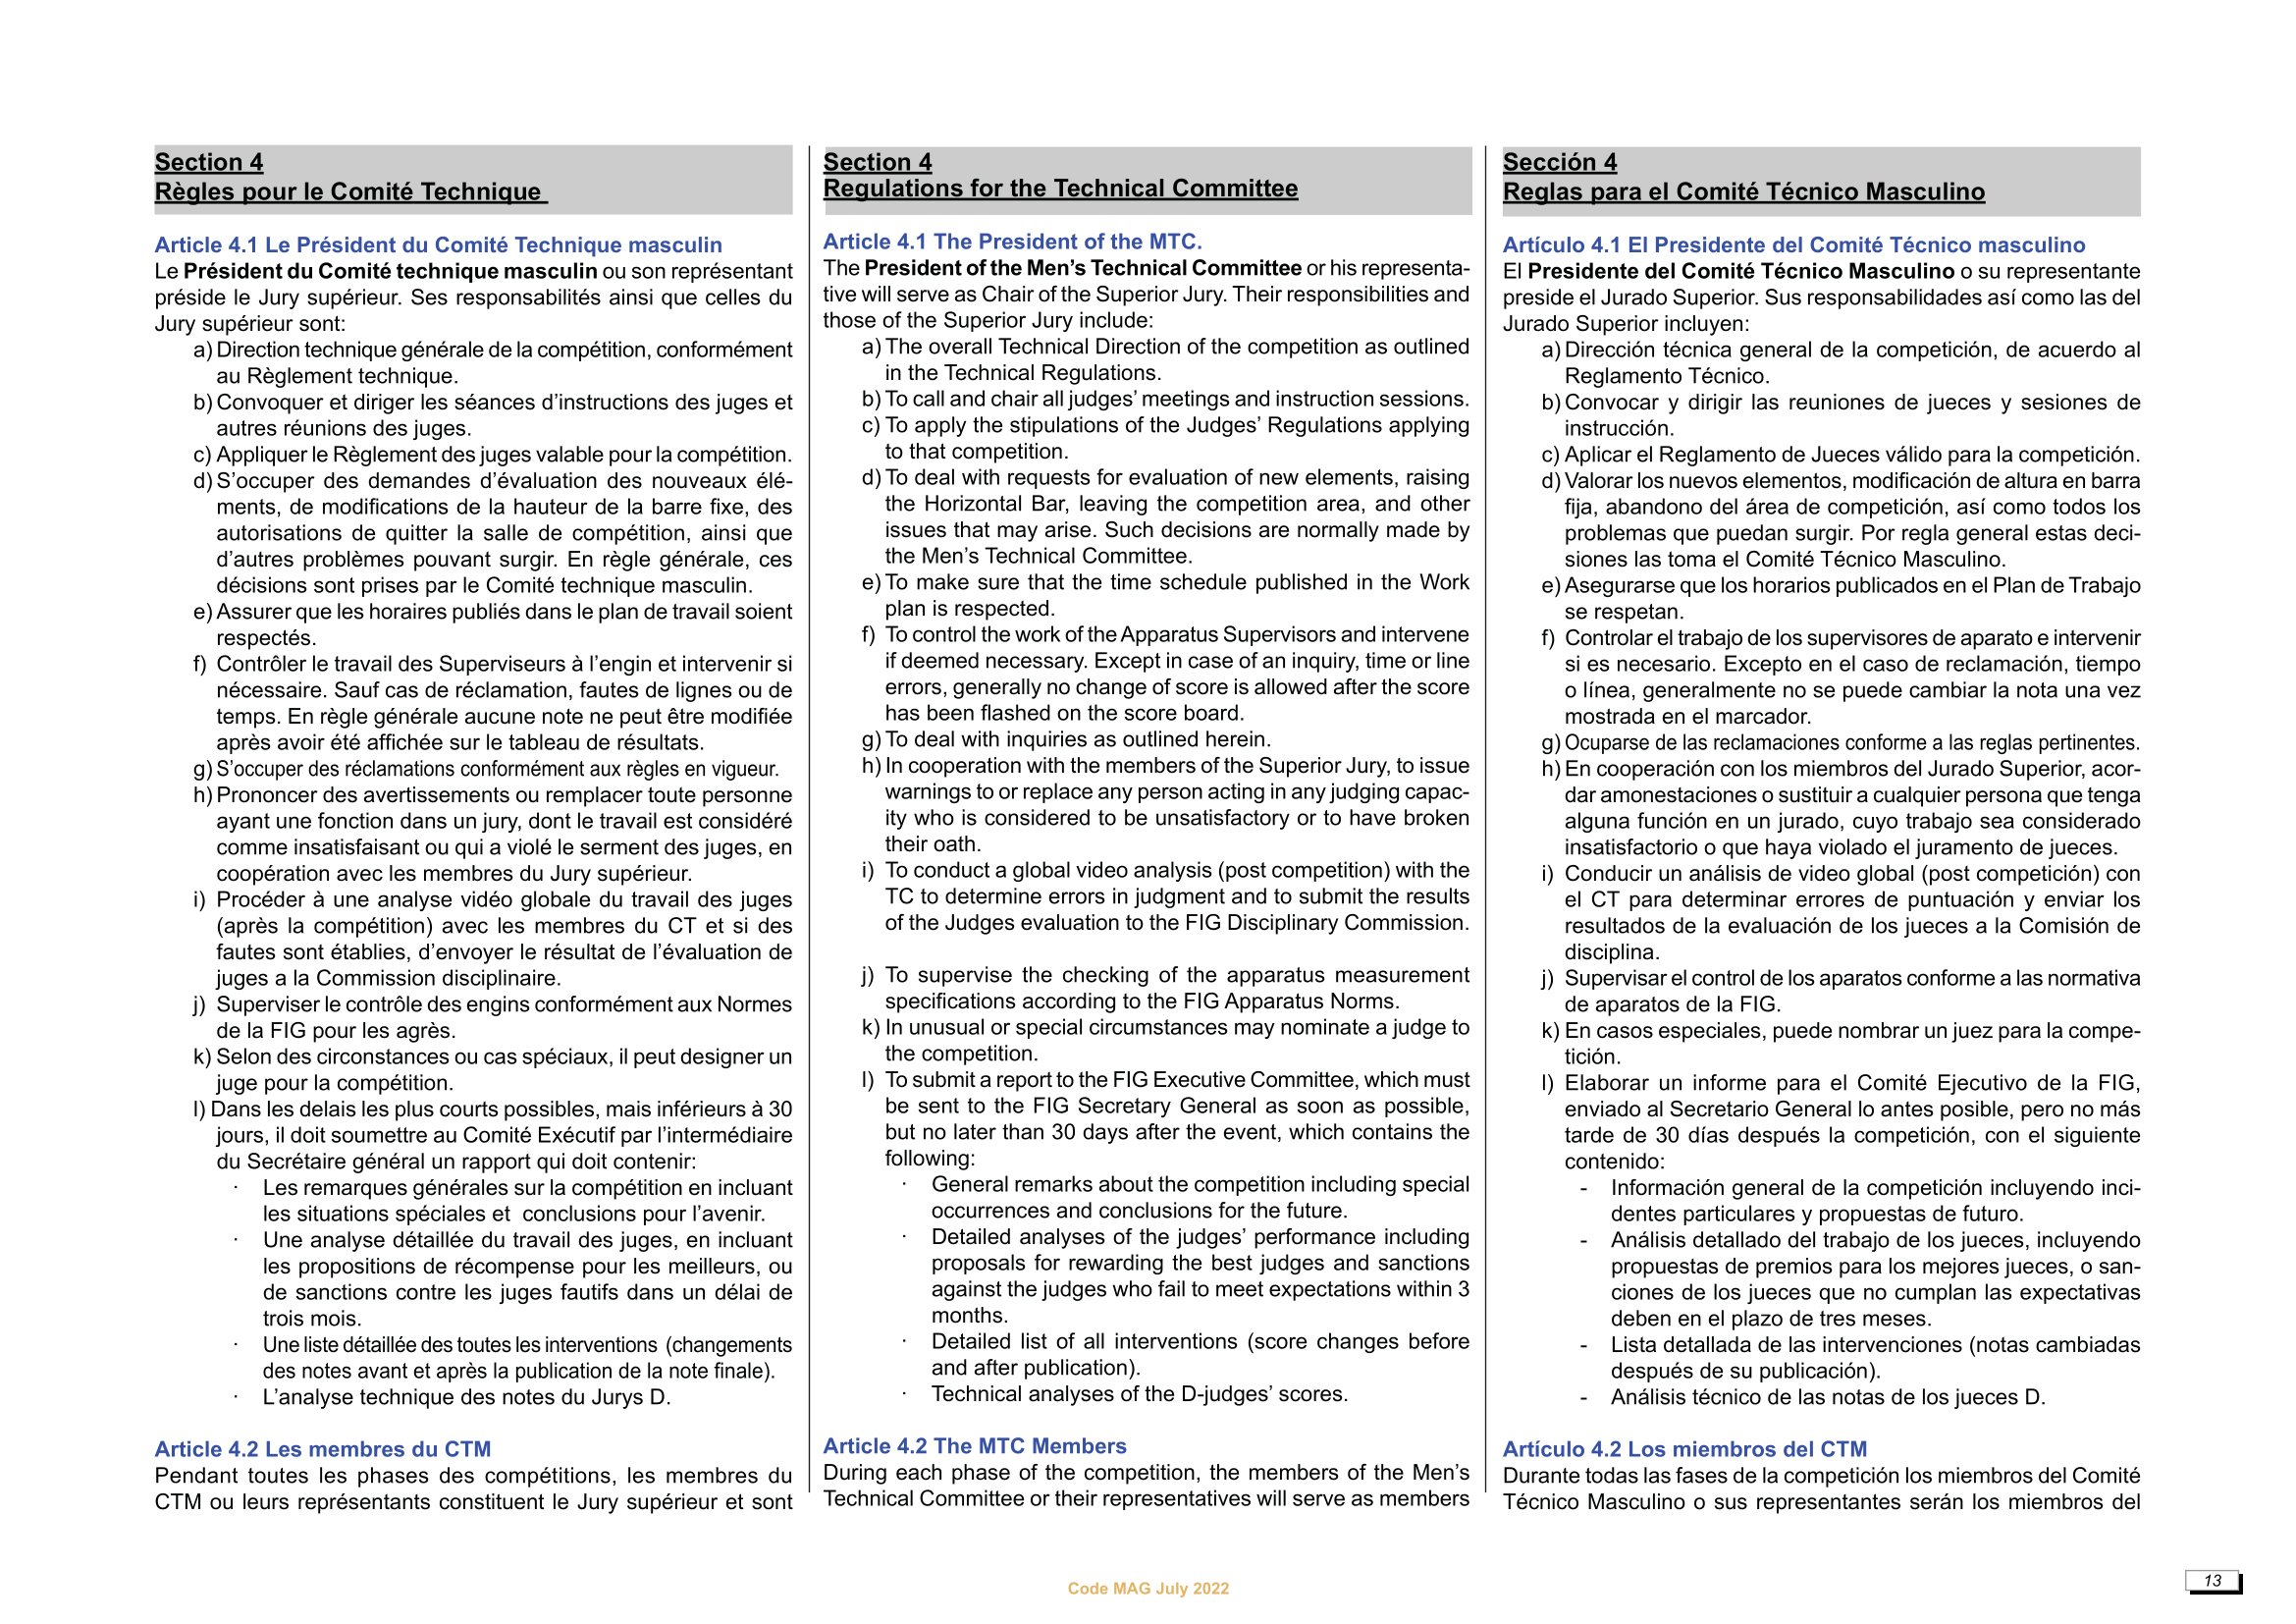 Section 4
Règles pour le Comité Technique
Article 4.1 Le Président du Comité Technique masculin
Le Président du Comité technique masculin ou son représentant
préside le Jury supérieur. Ses responsabilités ainsi que celles du
Jury supérieur sont:
a) Direction technique générale de la compétition, conformément
au Règlement technique.
b) Convoquer et diriger les séances d’instructions des juges et
autres réunions des juges.
c) Appliquer le Règlement des juges valable pour la compétition.
d) S’occuper des demandes d’évaluation des nouveaux élé-
ments, de modifications de la hauteur de la barre fixe, des
autorisations de quitter la salle de compétition, ainsi que
d’autres problèmes pouvant surgir. En règle générale, ces
décisions sont prises par le Comité technique masculin.
e) Assurer que les horaires publiés dans le plan de travail soient
respectés.
f) Contrôler le travail des Superviseurs à l’engin et intervenir si
nécessaire. Sauf cas de réclamation, fautes de lignes ou de
temps. En règle générale aucune note ne peut être modifiée
après avoir été affichée sur le tableau de résultats.
g) S’occuper des réclamations conformément aux règles en vigueur.
h) Prononcer des avertissements ou remplacer toute personne
ayant une fonction dans un jury, dont le travail est considéré
comme insatisfaisant ou qui a violé le serment des juges, en
coopération avec les membres du Jury supérieur.
i) Procéder à une analyse vidéo globale du travail des juges
(après la compétition) avec les membres du CT et si des
fautes sont établies, d’envoyer le résultat de l’évaluation de
juges a la Commission disciplinaire.
j) Superviser le contrôle des engins conformément aux Normes
de la FIG pour les agrès.
k) Selon des circonstances ou cas spéciaux, il peut designer un
juge pour la compétition.
l) Dans les delais les plus courts possibles, mais inférieurs à 30
jours, il doit soumettre au Comité Exécutif par l’intermédiaire
du Secrétaire général un rapport qui doit contenir:
· Les remarques générales sur la compétition en incluant
les situations spéciales et conclusions pour l’avenir.
· Une analyse détaillée du travail des juges, en incluant
les propositions de récompense pour les meilleurs, ou
de sanctions contre les juges fautifs dans un délai de
trois mois.
· Une liste détaillée des toutes les interventions (changements
des notes avant et après la publication de la note finale).
· L’analyse technique des notes du Jurys D.
Article 4.2 Les membres du CTM
Pendant toutes les phases des compétitions, les membres du
CTM ou leurs représentants constituent le Jury supérieur et sont
Section 4
Regulations for the Technical Committee
Article 4.1 The President of the MTC.
The President of the Men’s Technical Committee or his representa-
tive will serve as Chair of the Superior Jury. Their responsibilities and
those of the Superior Jury include:
a) The overall Technical Direction of the competition as outlined
in the Technical Regulations.
b) To call and chair all judges’ meetings and instruction sessions.
c) To apply the stipulations of the Judges’ Regulations applying
to that competition.
d) To deal with requests for evaluation of new elements, raising
the Horizontal Bar, leaving the competition area, and other
issues that may arise. Such decisions are normally made by
the Men’s Technical Committee.
e) To make sure that the time schedule published in the Work
plan is respected.
f) To control the work of the Apparatus Supervisors and intervene
if deemed necessary. Except in case of an inquiry, time or line
errors, generally no change of score is allowed after the score
has been flashed on the score board.
g) To deal with inquiries as outlined herein.
h) In cooperation with the members of the Superior Jury, to issue
warnings to or replace any person acting in any judging capac-
ity who is considered to be unsatisfactory or to have broken
their oath.
i) To conduct a global video analysis (post competition) with the
TC to determine errors in judgment and to submit the results
of the Judges evaluation to the FIG Disciplinary Commission.
j) To supervise the checking of the apparatus measurement
specifications according to the FIG Apparatus Norms.
k) In unusual or special circumstances may nominate a judge to
the competition.
l) To submit a report to the FIG Executive Committee, which must
be sent to the FIG Secretary General as soon as possible,
but no later than 30 days after the event, which contains the
following:
· General remarks about the competition including special
occurrences and conclusions for the future.
· Detailed analyses of the judges’ performance including
proposals for rewarding the best judges and sanctions
against the judges who fail to meet expectations within 3
months.
· Detailed list of all interventions (score changes before
and after publication).
· Technical analyses of the D-judges’ scores.
Article 4.2 The MTC Members
During each phase of the competition, the members of the Men’s
Technical Committee or their representatives will serve as members
Sección 4
Reglas para el Comité Técnico Masculino
Artículo 4.1 El Presidente del Comité Técnico masculino
El Presidente del Comité Técnico Masculino o su representante
preside el Jurado Superior. Sus responsabilidades así como las del
Jurado Superior incluyen:
a) Dirección técnica general de la competición, de acuerdo al
Reglamento Técnico.
b) Convocar y dirigir las reuniones de jueces y sesiones de
instrucción.
c) Aplicar el Reglamento de Jueces válido para la competición.
d) Valorar los nuevos elementos, modificación de altura en barra
fija, abandono del área de competición, así como todos los
problemas que puedan surgir. Por regla general estas deci-
siones las toma el Comité Técnico Masculino.
e) Asegurarse que los horarios publicados en el Plan de Trabajo
se respetan.
f) Controlar el trabajo de los supervisores de aparato e intervenir
si es necesario. Excepto en el caso de reclamación, tiempo
o línea, generalmente no se puede cambiar la nota una vez
mostrada en el marcador.
g) Ocuparse de las reclamaciones conforme a las reglas pertinentes.
h) En cooperación con los miembros del Jurado Superior, acor-
dar amonestaciones o sustituir a cualquier persona que tenga
alguna función en un jurado, cuyo trabajo sea considerado
insatisfactorio o que haya violado el juramento de jueces.
i) Conducir un análisis de video global (post competición) con
el CT para determinar errores de puntuación y enviar los
resultados de la evaluación de los jueces a la Comisión de
disciplina.
j) Supervisar el control de los aparatos conforme a las normativa
de aparatos de la FIG.
k) En casos especiales, puede nombrar un juez para la compe-
tición.
l) Elaborar un informe para el Comité Ejecutivo de la FIG,
enviado al Secretario General lo antes posible, pero no más
tarde de 30 días después la competición, con el siguiente
contenido:
- Información general de la competición incluyendo inci-
dentes particulares y propuestas de futuro.
- Análisis detallado del trabajo de los jueces, incluyendo
propuestas de premios para los mejores jueces, o san-
ciones de los jueces que no cumplan las expectativas
deben en el plazo de tres meses.
- Lista detallada de las intervenciones (notas cambiadas
después de su publicación).
- Análisis técnico de las notas de los jueces D.
Artículo 4.2 Los miembros del CTM
Durante todas las fases de la competición los miembros del Comité
Técnico Masculino o sus representantes serán los miembros del
Code MAG July 2022
13